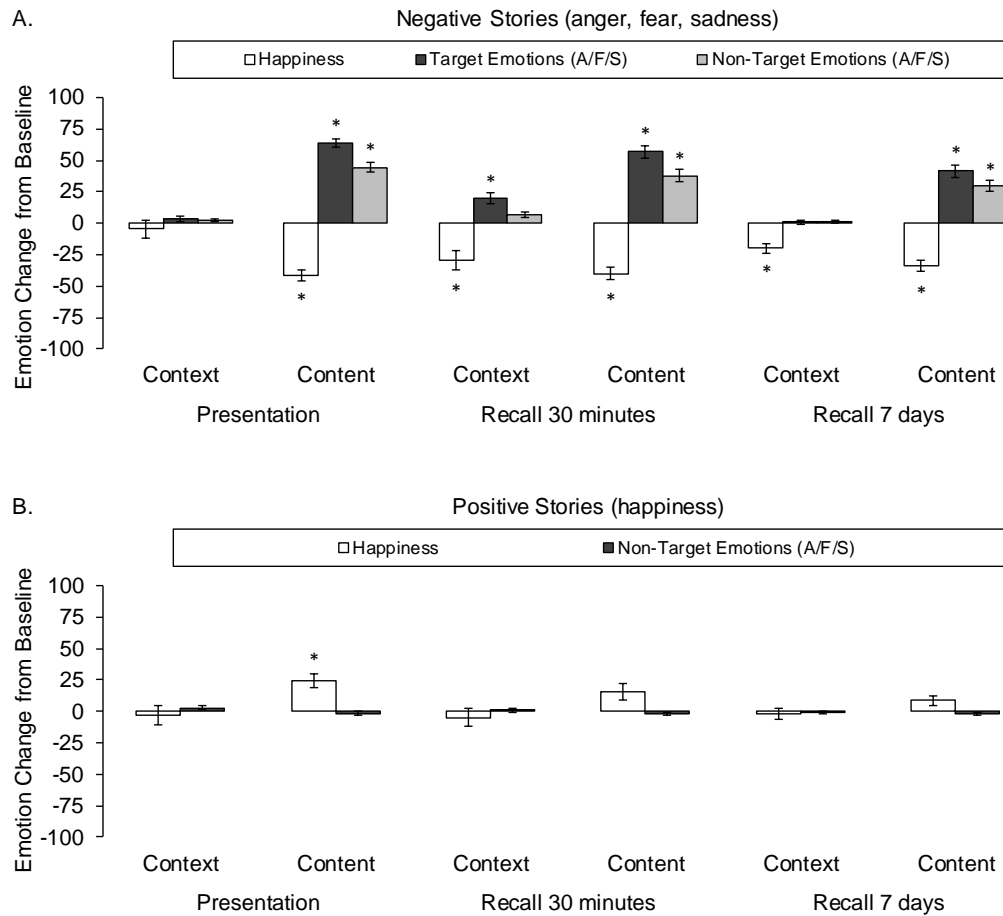 A.
Negative Stories (anger, fear, sadness)
Happiness Target Emotions (A/F/S) Non-Target Emotions (A/F/S)
Emotion Change from Baseline
100
75
50
25
0
-25
-50
-75
-100
* * * * * * *
* * * * *
Context Content Context Content Context Content
Presentation Recall 30 minutes Recall 7 days
B.
Positive Stories (happiness)
Happiness Non-Target Emotions (A/F/S)
Emotion Change from Baseline
100
75
50
25
0
-25
-50
-75
-100
*
Context Content Context Content Context Content
Presentation Recall 30 minutes Recall 7 days